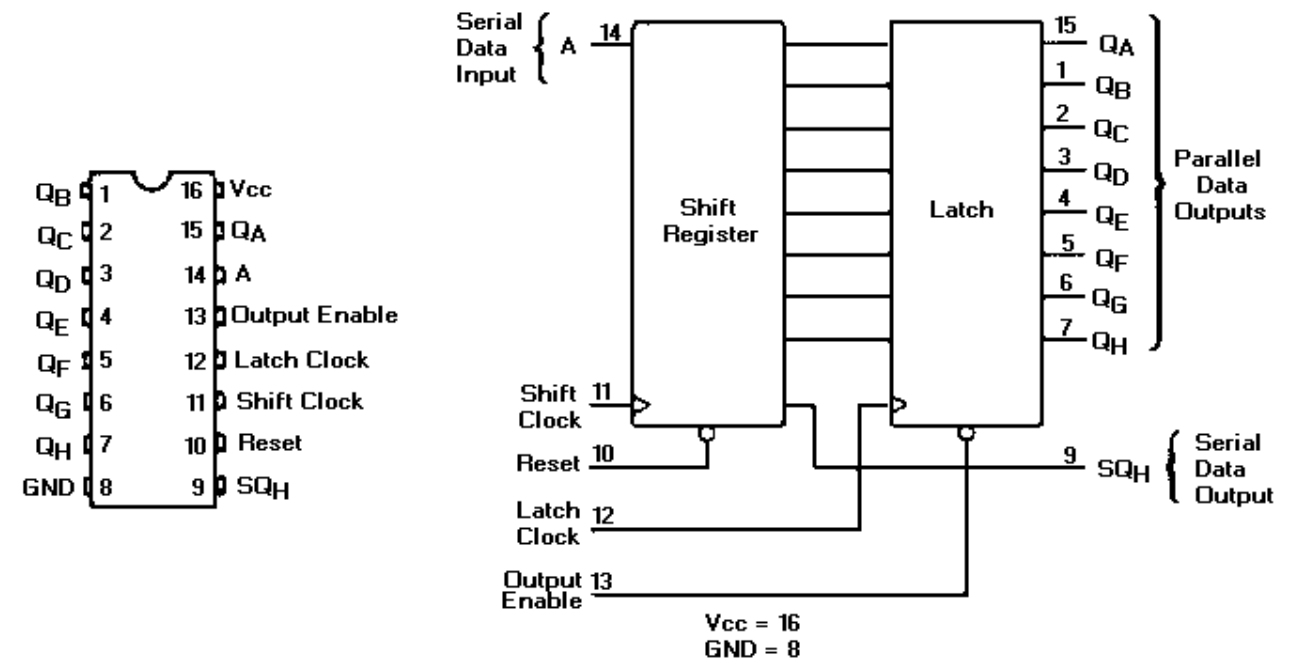 QB 1 16 Vcc
QC 2 15 QA
QD 3 14 A
QE 4 13 Output Enable
QF 5 12 Latch Clock
QG 6 11 Shift Clock
QH 7 10 Reset
GND 8 9 SQH
Serial
Data
Input
A 14
Shift
Register
Latch
15 QA
1 QB
2 QC
3 QD
4 QE
5 QF
6 QG
7 QH
Parallel
Data
Outputs
Shift
Clock
11
Reset 10
Latch
Clock
12
Output
Enable
13
9 SQH
Serial
Data
Output
Vcc = 16
GND = 8